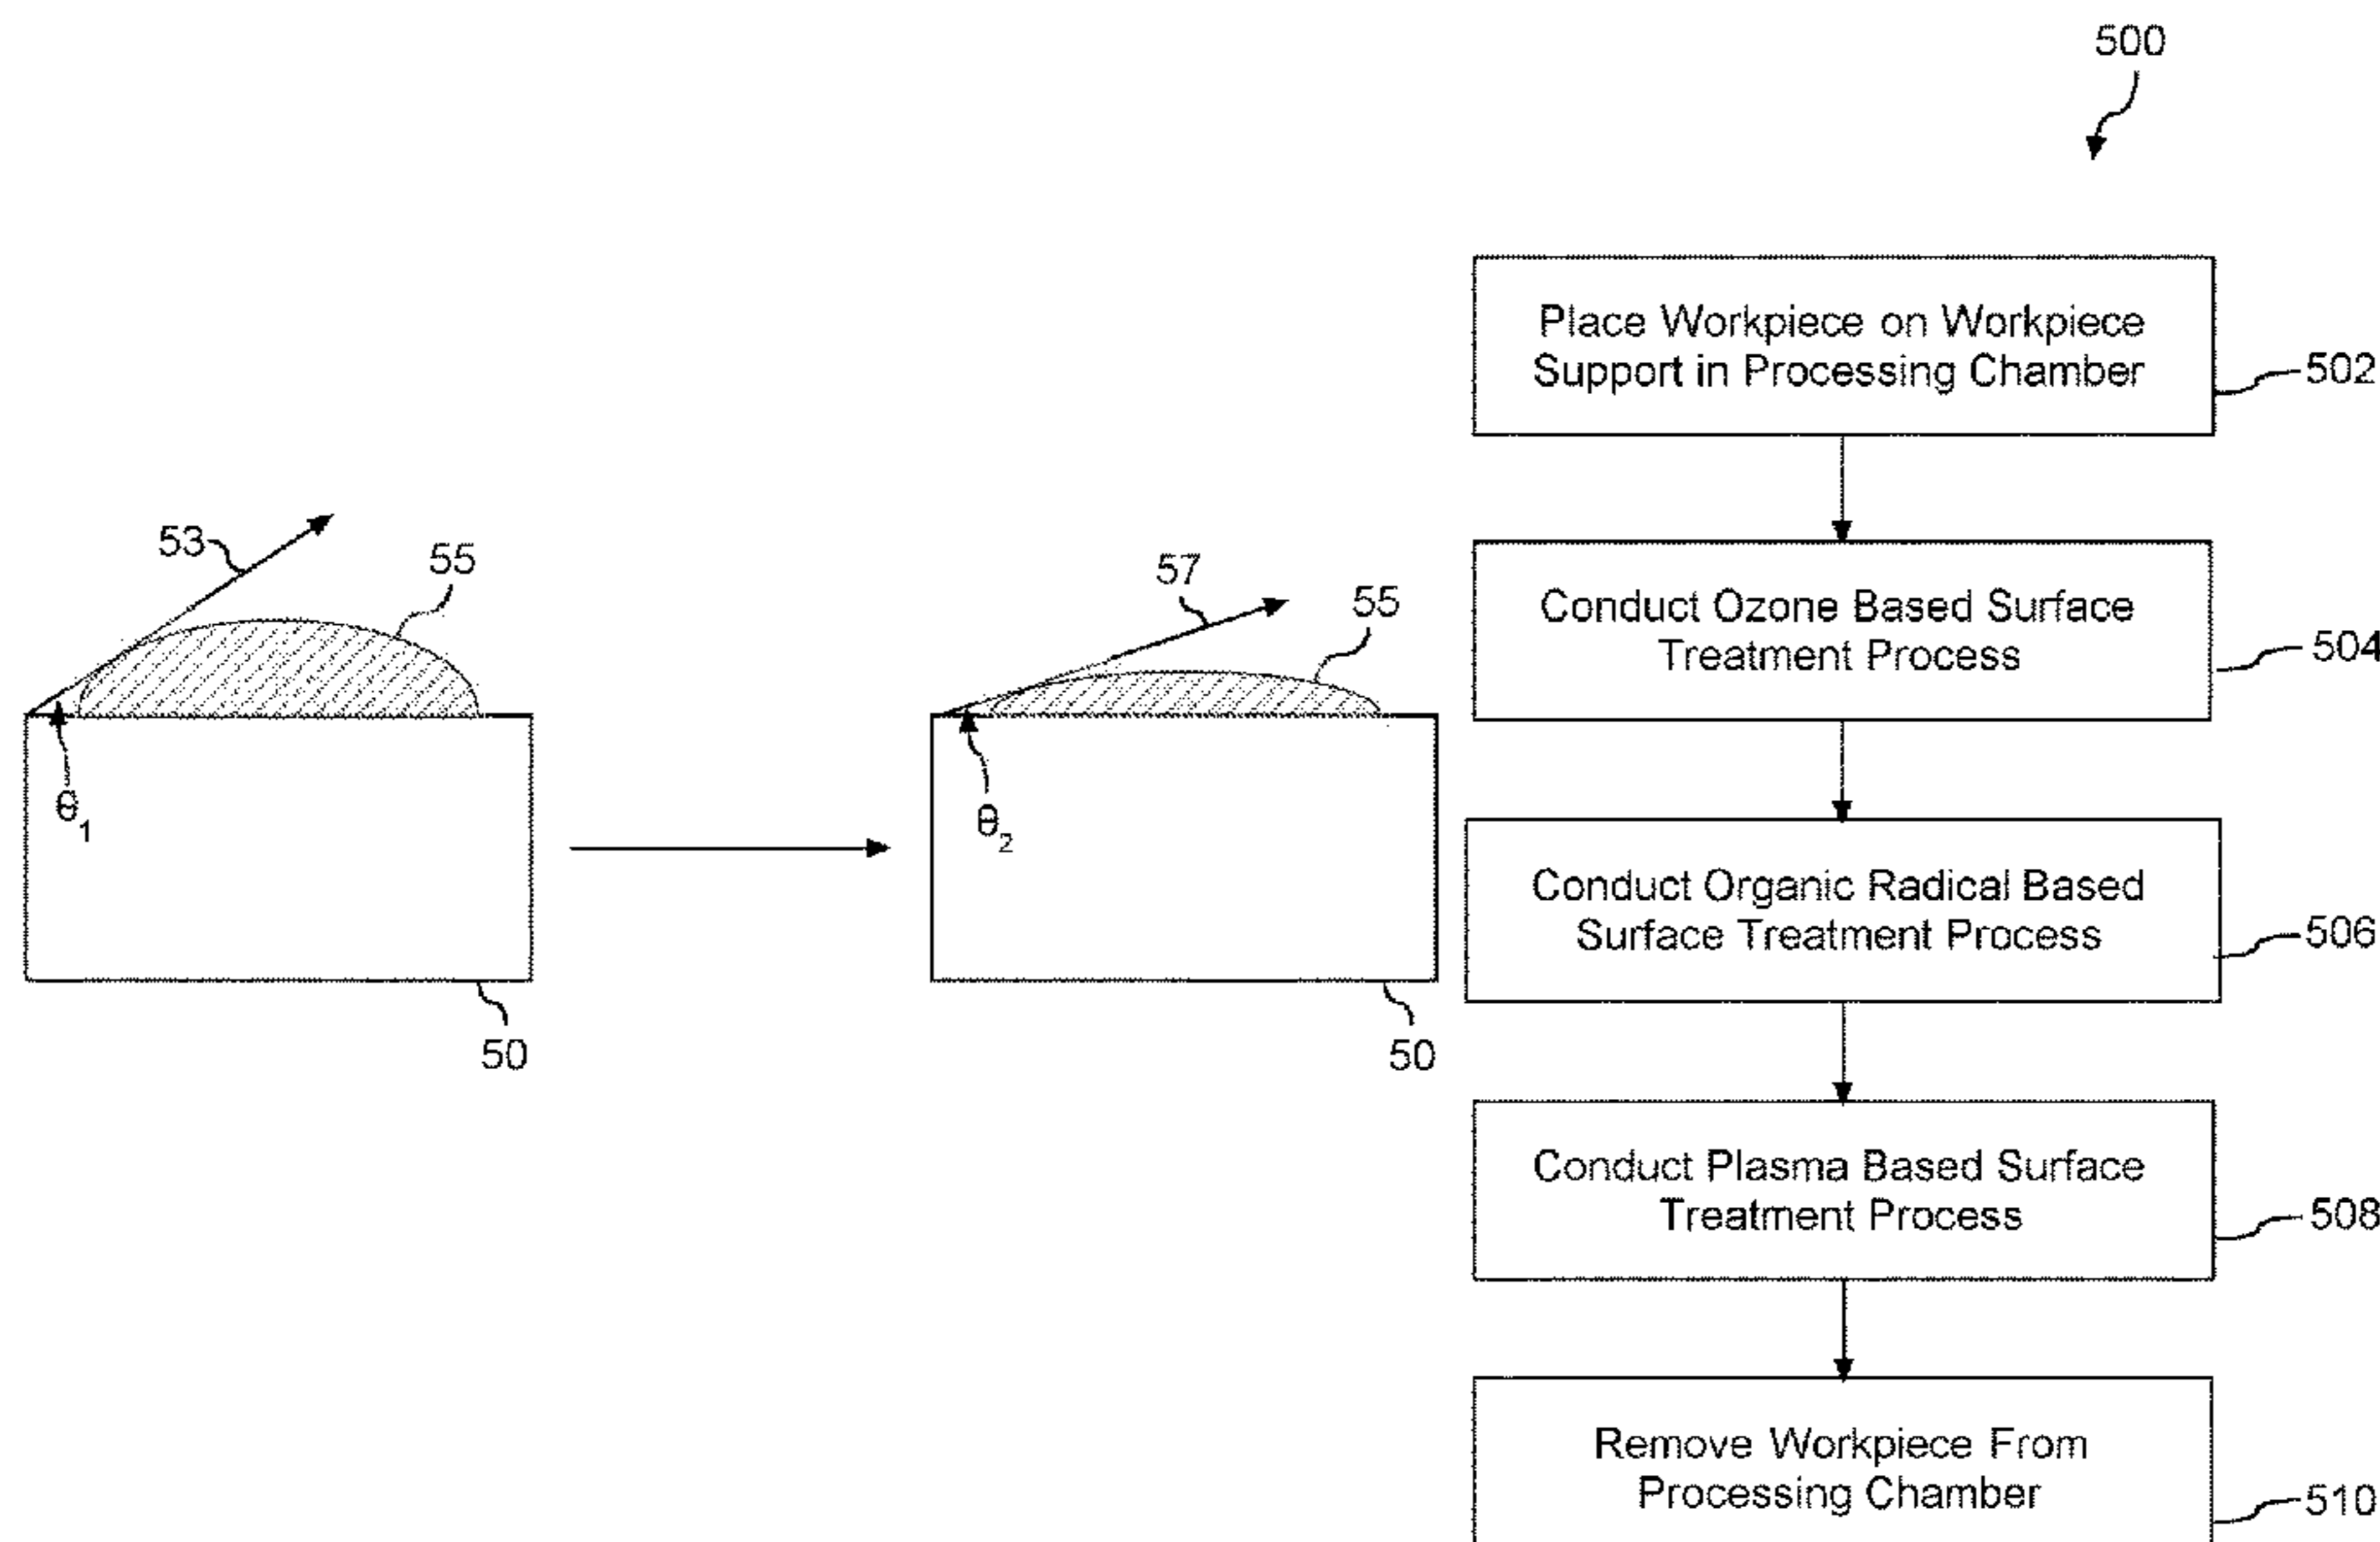 53
55
θ1
50
57
55
θ2
50
500
Place Workpiece on Workpiece
Support in Processing Chamber
502
Conduct Ozone Based Surface
Treatment Process
504
Conduct Organic Radical Based
Surface Treatment Process
506
Conduct Plasma Based Surface
Treatment Process
508
Remove Workpiece From
Processing Chamber
510